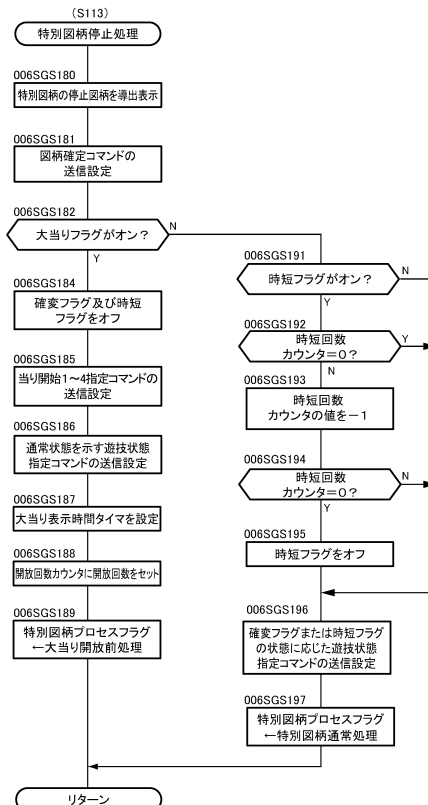 (S113)
特別図柄停止処理
006SGS180
特別図柄の停止図柄を導出表示
006SGS181
図柄確定コマンドの
送信設定
006SGS182
大当りフラグがオン？
N
Y
006SGS184
確変フラグ及び時短
フラグをオフ
006SGS185
当り開始1～4指定コマンドの
送信設定
006SGS186
通常状態を示す遊技状態
指定コマンドの送信設定
006SGS187
大当り表示時間タイマを設定
006SGS188
開放回数カウンタに開放回数をセット
006SGS189
特別図柄プロセスフラグ
←大当り開放前処理
006SGS191
時短フラグがオン？
N
Y
006SGS192
時短回数
カウンタ=0？
Y
N
006SGS193
時短回数
カウンタの値を－1
006SGS194
時短回数
カウンタ=0？
N
Y
006SGS195
時短フラグをオフ
006SGS196
確変フラグまたは時短フラグ
の状態に応じた遊技状態
指定コマンドの送信設定
006SGS197
特別図柄プロセスフラグ
←特別図柄通常処理
リターン